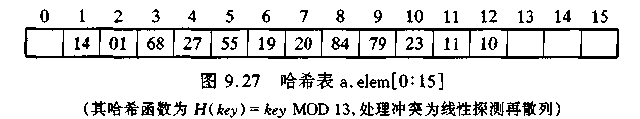 0 1 2 3 4 5 6 7 8 9 10 11 12 13 14 15
14 01 68 27 55 19 20 84 79 23 11 10
图 9.27 哈希表 a.elem[0:15]
(其哈希函数为 H(key)=key MOD 13,处理冲突为线性探测再散列)